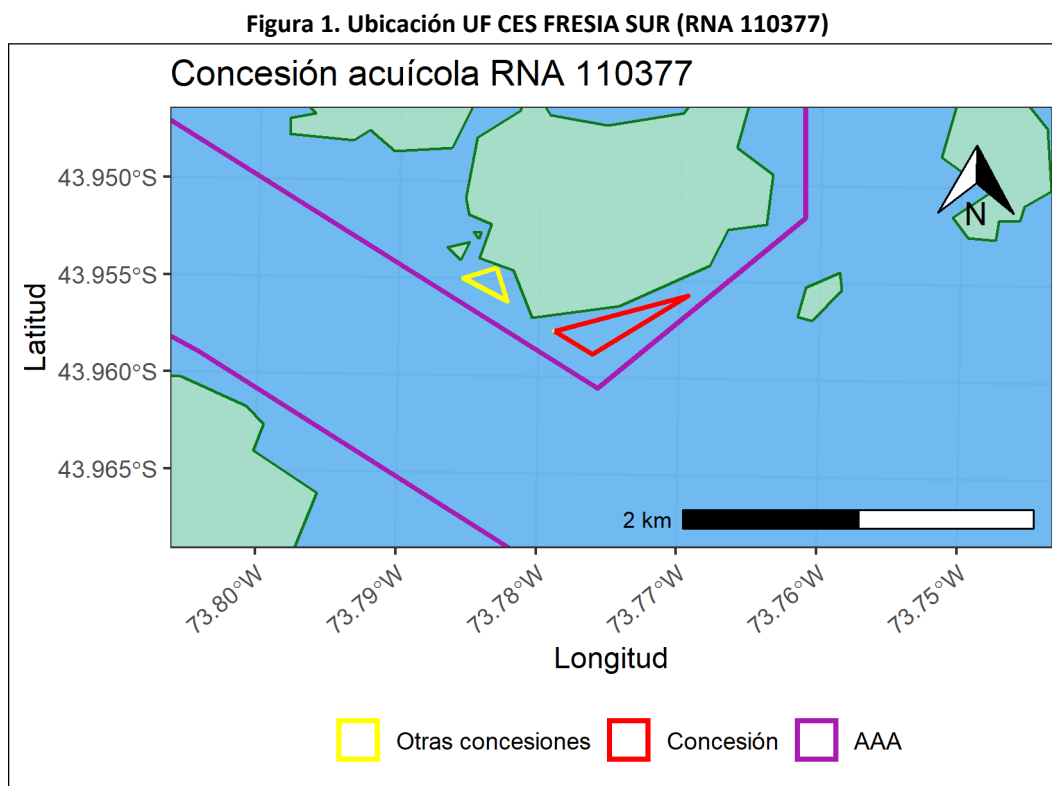 Figura 1. Ubicación UF CES FRESIA SUR (RNA 110377)
Concesión acuícola RNA 110377
43.950°S
43.955°S
43.960°S
43.965°S
Latitud
N
2 km
73.80°W
73.79°W
73.78°W
73.77°W
73.76°W
73.75°W
Longitud
Otras concesiones
Concesión
AAA